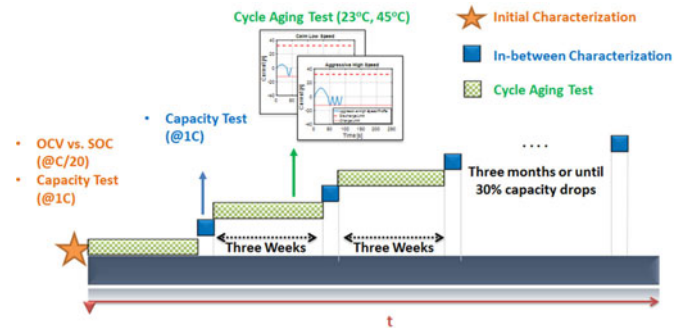 Cycle Aging Test (23°C, 45°C)
Initial Characterization
In-between Characterization
Cycle Aging Test
Calm Low Speed
Aggressive High Speed
Current [A]
Time [s]
• Capacity Test
(@1C)
• OCV vs. SOC
(@C/20)
• Capacity Test
(@1C)
....
Three months or until
30% capacity drops
Three Weeks
Three Weeks
t